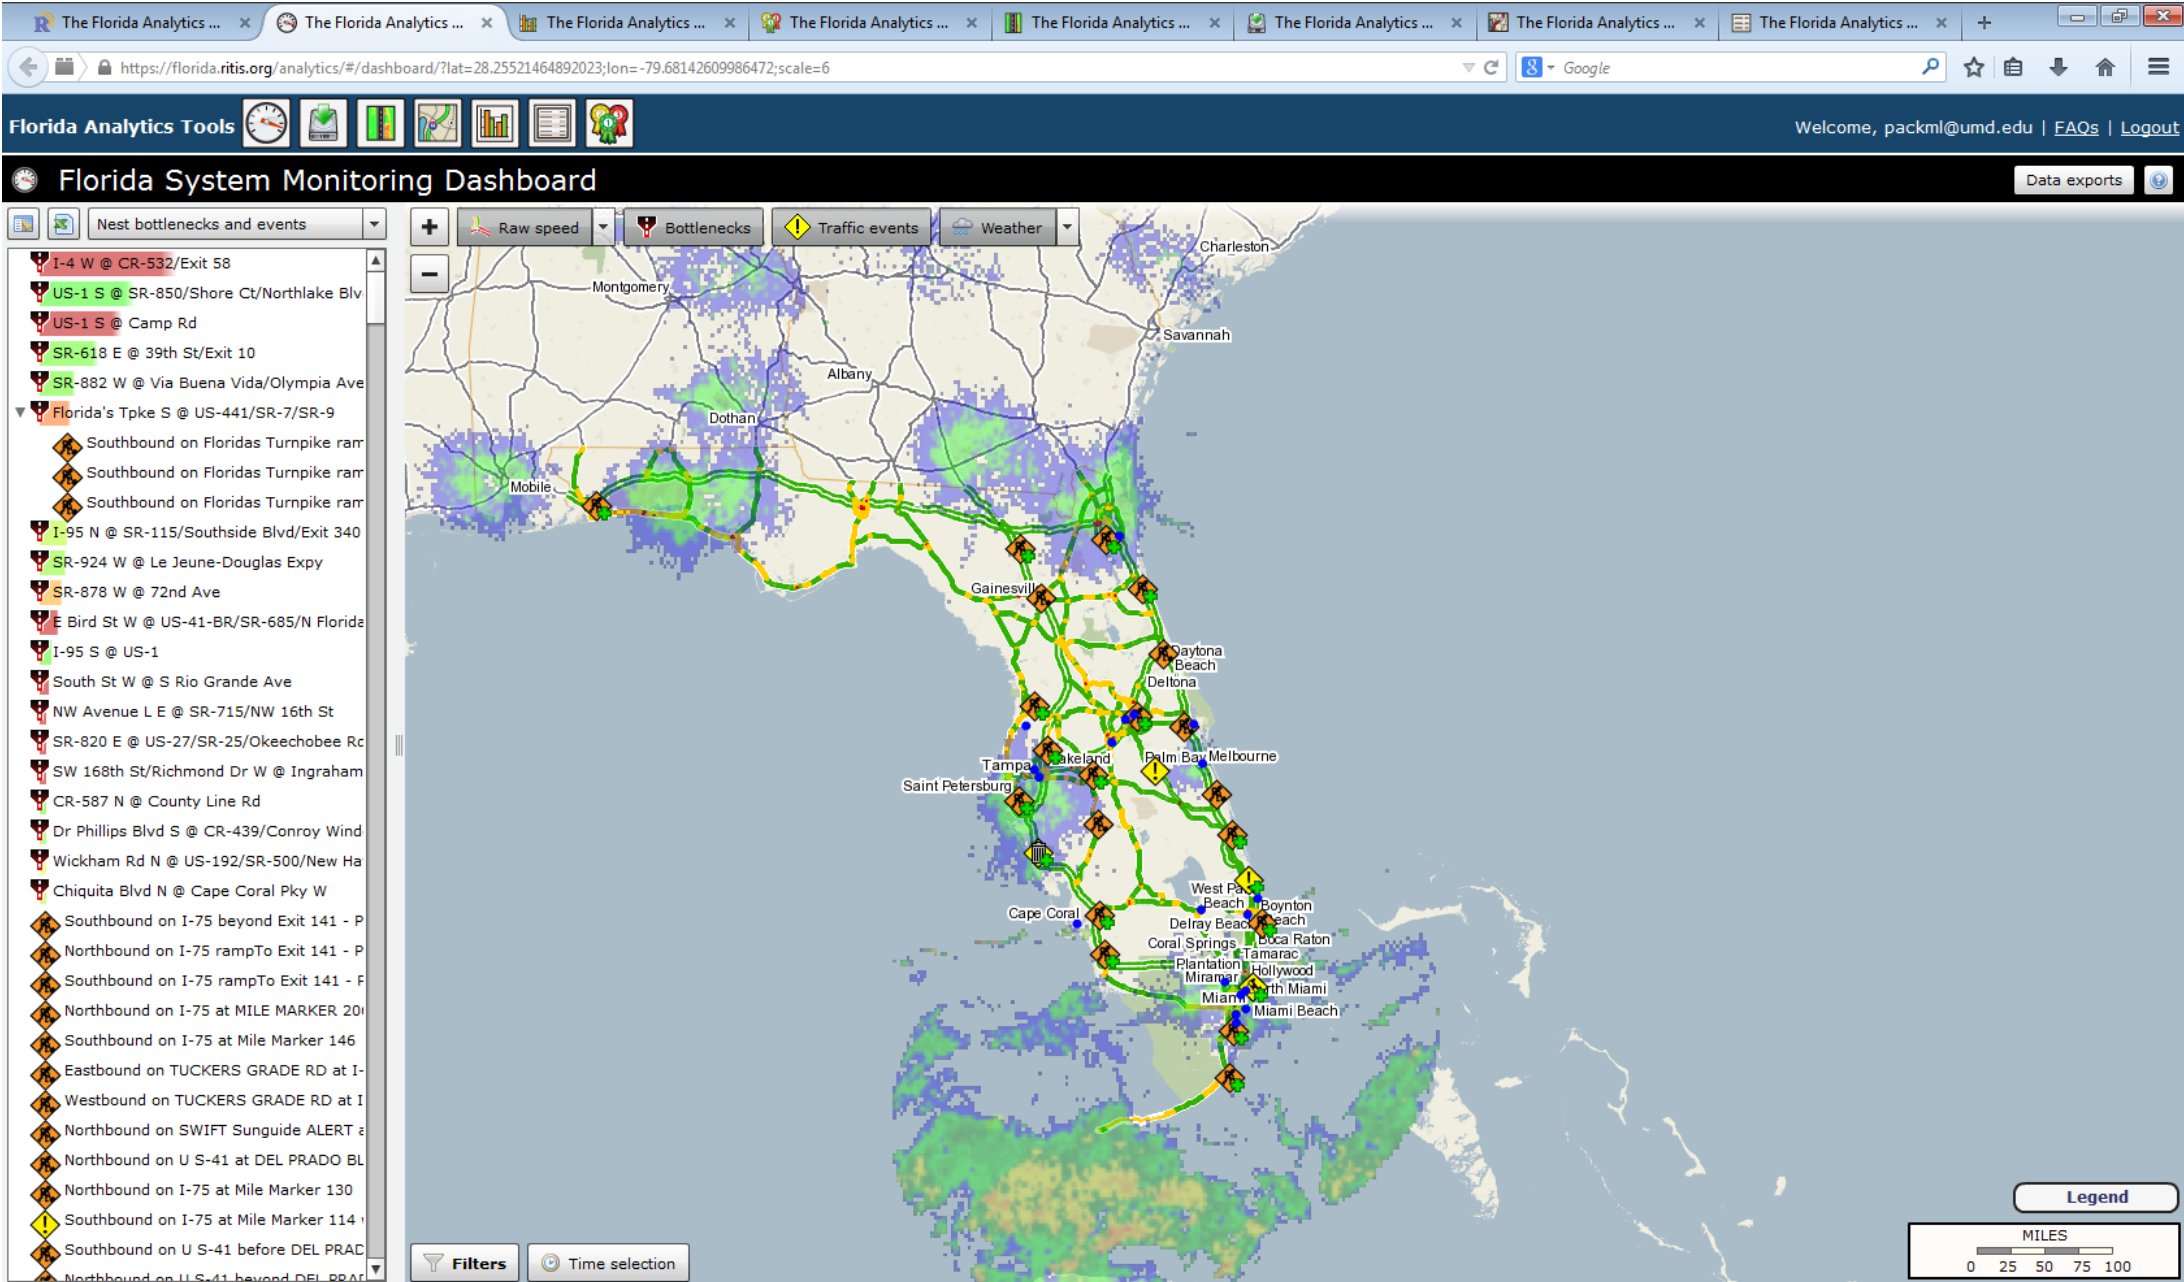 The Florida Analytics ...
The Florida Analytics ...
The Florida Analytics ...
The Florida Analytics ...
The Florida Analytics ...
The Florida Analytics ...
The Florida Analytics ...
The Florida Analytics ...
https://florida.ritis.org/analytics/#/dashboard/?lat=28.25521464892023;lon=-79.68142609986472;scale=6
Google
Florida Analytics Tools
Welcome, packml@umd.edu | FAQs | Logout
Florida System Monitoring Dashboard
Data exports
Nest bottlenecks and events
I-4 W @ CR-532/Exit 58
US-1 S @ SR-850/Shore Ct/Northlake Blv
US-1 S @ Camp Rd
SR-618 E @ 39th St/Exit 10
SR-882 W @ Via Buena Vida/Olympia Ave
Florida's Tpke S @ US-441/SR-7/SR-9
Southbound on Floridas Turnpike ram
Southbound on Floridas Turnpike ram
Southbound on Floridas Turnpike ram
I-95 N @ SR-115/Southside Blvd/Exit 340
SR-924 W @ Le Jeune-Douglas Expy
SR-878 W @ 72nd Ave
E Bird St W @ US-41-BR/SR-685/N Florida
I-95 S @ US-1
South St W @ S Rio Grande Ave
NW Avenue L E @ SR-715/NW 16th St
SR-820 E @ US-27/SR-25/Okeechobee Rd
SW 168th St/Richmond Dr W @ Ingraham
CR-587 N @ County Line Rd
Dr Phillips Blvd S @ CR-439/Conroy Wind
Wickham Rd N @ US-192/SR-500/New Ha
Chiquita Blvd N @ Cape Coral Pky W
Southbound on I-75 beyond Exit 141 - P
Northbound on I-75 rampTo Exit 141 - P
Southbound on I-75 rampTo Exit 141 - P
Northbound on I-75 at MILE MARKER 20
Southbound on I-75 at Mile Marker 146
Eastbound on TUCKERS GRADE RD at I-
Westbound on TUCKERS GRADE RD at I
Northbound on SWIFT Sunguide ALERT a
Northbound on U S-41 at DEL PRADO BL
Northbound on I-75 at Mile Marker 130
Southbound on I-75 at Mile Marker 114
Southbound on U S-41 before DEL PRAD
Northbound on U S-41 beyond DEL PRAD
+
Raw speed
Bottlenecks
Traffic events
Weather
−
Charleston
Montgomery
Savannah
Albany
Dothan
Mobile
Gainesvill
Daytona
Beach
Deltona
Tampa
akeland
Palm Bay
Melbourne
Saint Petersburg
West Pa
Beach
Boynton
each
Cape Coral
Delray Beac
Boca Raton
Coral Springs
Tamarac
Plantation
Hollywood
Miramar
rth Miami
Miam
Miami Beach
Filters
Time selection
Legend
MILES
0 25 50 75 100